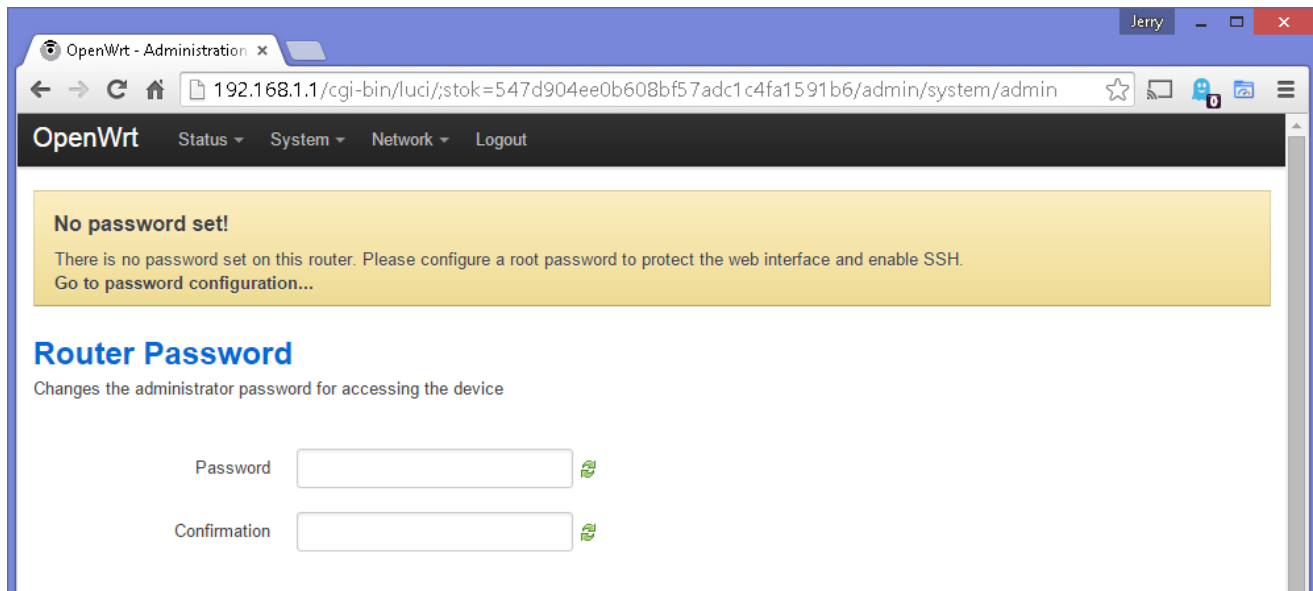 Jerry
OpenWrt - Administration
192.168.1.1/cgi-bin/luci/;stok=547d904ee0b608bf57adc1c4fa1591b6/admin/system/admin
0
OpenWrt Status System Network Logout
No password set!
There is no password set on this router. Please configure a root password to protect the web interface and enable SSH.
Go to password configuration...
Router Password
Changes the administrator password for accessing the device
Password
Confirmation